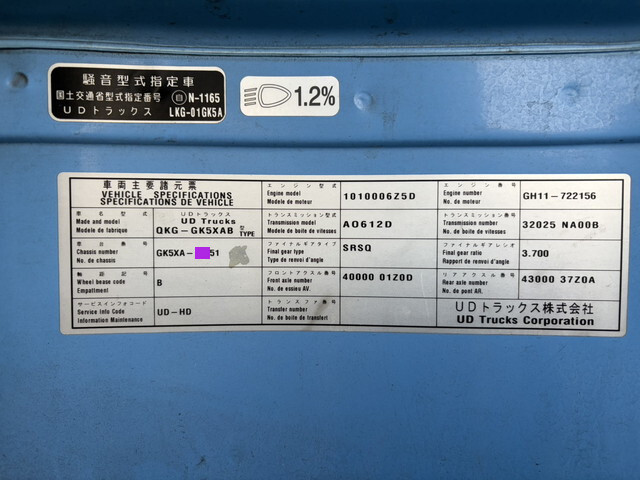 騒音型式指定車
国土交通省型式指定番号 自 N-1165
UDトラックス LKG-01GK5A
1.2%
車両主要諸元票
VEHICLE SPECIFICATIONS
SPECIFICATIONS DE VEHICLE
エンジン型式
Engine model
Modele de moteur
1010006Z5D
エンジン番号
Engine number
No. de moteur
GH11-722156
車名型式
Made and model
Modele de fabrique
UDトラックス
UD Trucks
QKG-GK5XAB 型
TYPE
トランスミッション型式
Transmission model
Modele de boite de vitesses
AO612D
トランスミッション番号
Transmission number
No. de boite de vitesses
32025 NA00B
車台番号
Chassis number
No. de chassis
GK5XA- 51
ファイナルギアタイプ
Final gear type
Type de renvoi d'angle
SRSQ
ファイナルギアレシオ
Final gear ratio
Rapport de renvoi d'angle
3.700
軸距記号
Wheel bease code
Empattment
B
フロントアクスル番号
Front axle number
No. de ensieu AV.
40000 01Z0D
リアアクスル番号
Rear axle number
No. de pont AR.
43000 37Z0A
サービスインフォコード
Service Info Code
Information Maintenance
UD-HD
トランスファ番号
Transfer number
No. de boite de transfert
UDトラックス株式会社
UD Trucks Corporation